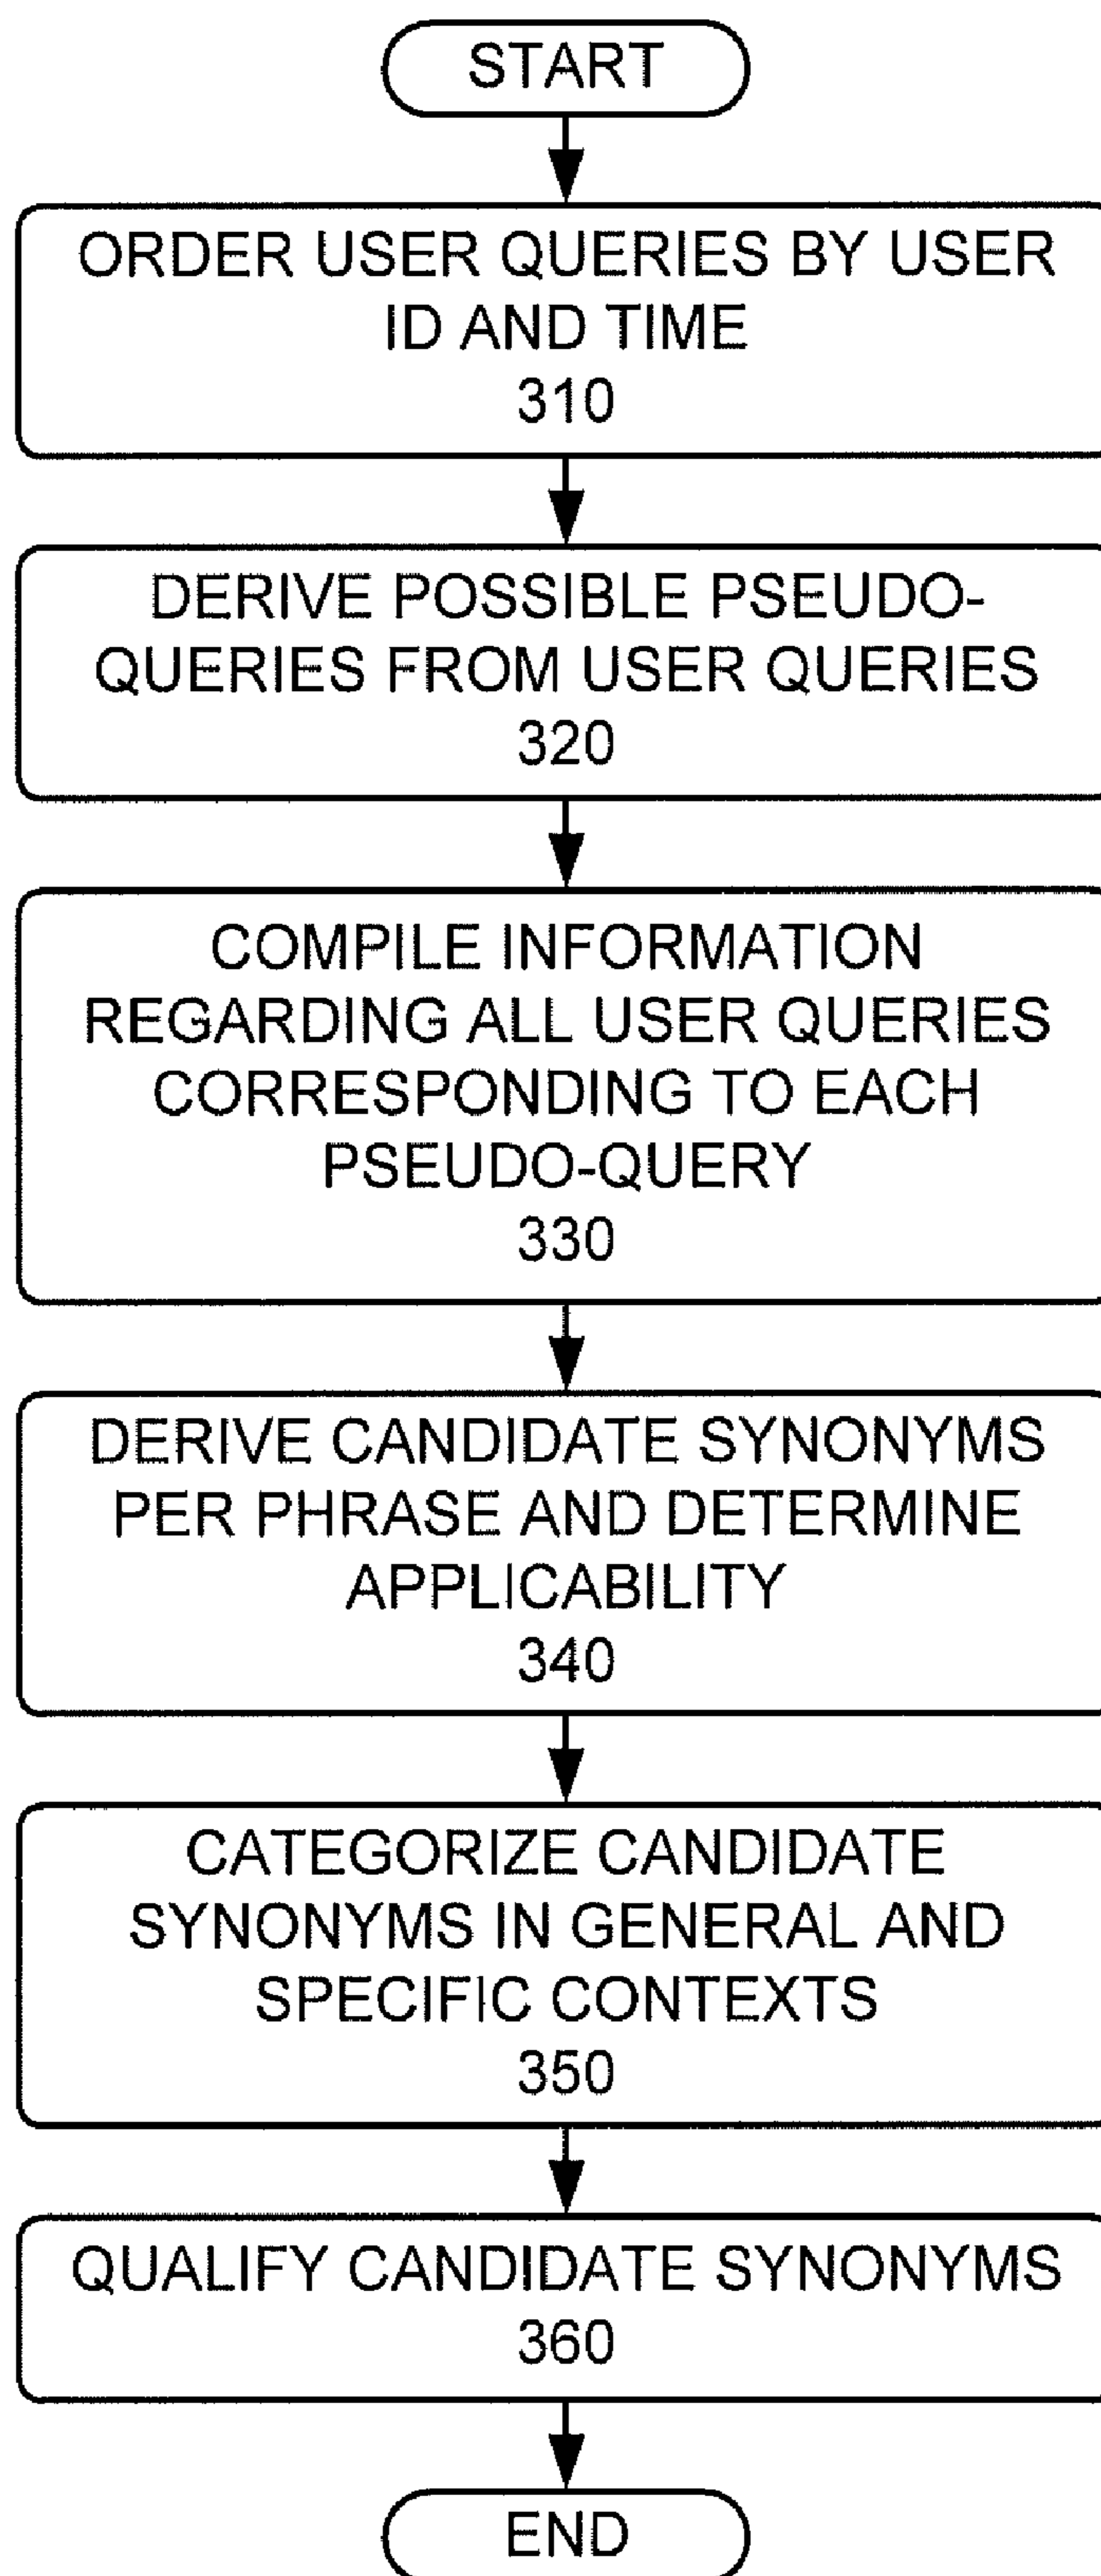 START
ORDER USER QUERIES BY USER
ID AND TIME
310
DERIVE POSSIBLE PSEUDO-
QUERIES FROM USER QUERIES
320
COMPILE INFORMATION
REGARDING ALL USER QUERIES
CORRESPONDING TO EACH
PSEUDO-QUERY
330
DERIVE CANDIDATE SYNONYMS
PER PHRASE AND DETERMINE
APPLICABILITY
340
CATEGORIZE CANDIDATE
SYNONYMS IN GENERAL AND
SPECIFIC CONTEXTS
350
QUALIFY CANDIDATE SYNONYMS
360
END